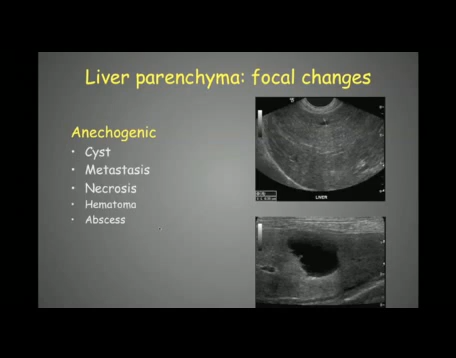 Liver parenchyma: focal changes
Anechogenic
• Cyst
• Metastasis
• Necrosis
• Hematoma
• Abscess
LIVER